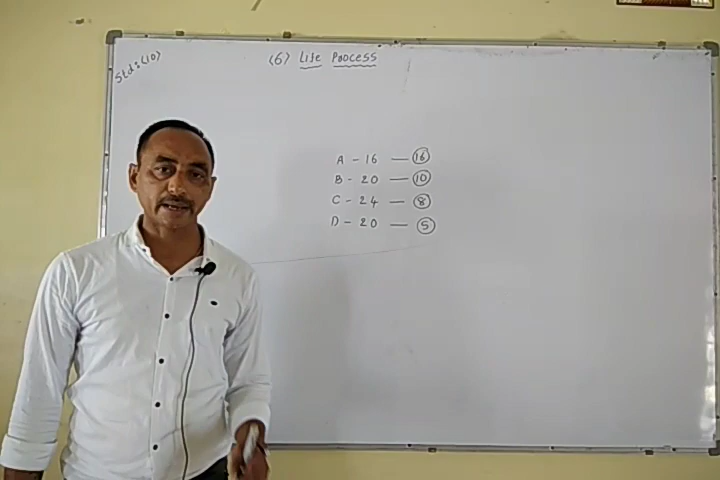 Std:(10)
(6) Life Process
A - 16 — 16
B - 20 — 10
C - 24 — 8
D - 20 — 5